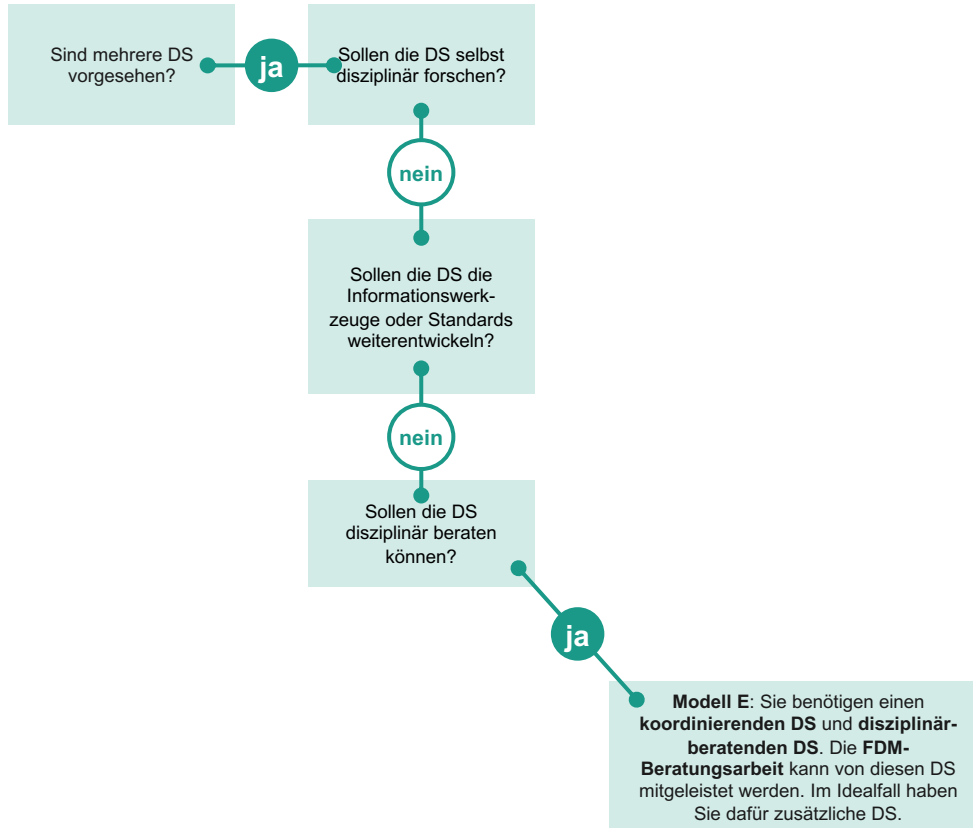 Sind mehrere DS
vorgesehen?
ja
Sollen die DS selbst
disziplinär forschen?
nein
Sollen die DS die
Informationswerk-
zeuge oder Standards
weiterentwickeln?
nein
Sollen die DS
disziplinär beraten
können?
ja
Modell E: Sie benötigen einen
koordinierenden DS und disziplinär-
beratenden DS. Die FDM-
Beratungsarbeit kann von diesen DS
mitgeleistet werden. Im Idealfall haben
Sie dafür zusätzliche DS.